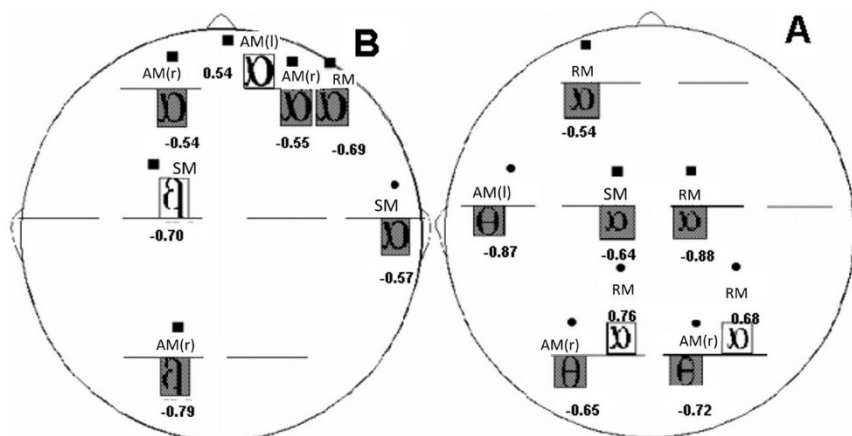 B
AM(l)
AM(r)
0.54
AM(r) RM
-0.54
-0.55
-0.69
SM
-0.70
SM
-0.57
AM(r)
-0.79
A
RM
-0.54
AM(l)
SM
RM
θ
-0.87
-0.64
-0.88
RM
RM
0.76
0.68
AM(r)
AM(r)
θ
θ
-0.65
-0.72